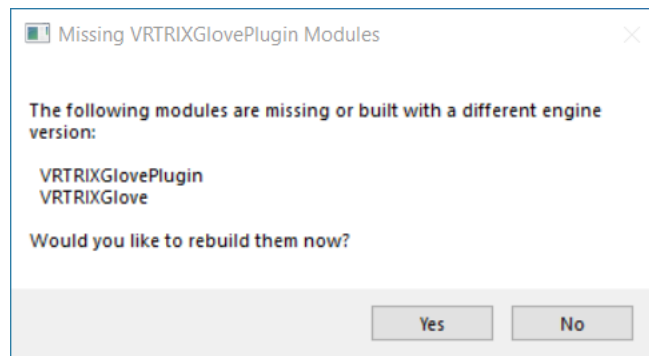 Missing VRTRIXGlovePlugin Modules
The following modules are missing or built with a different engine
version:
VRTRIXGlovePlugin
VRTRIXGlove
Would you like to rebuild them now?
Yes No